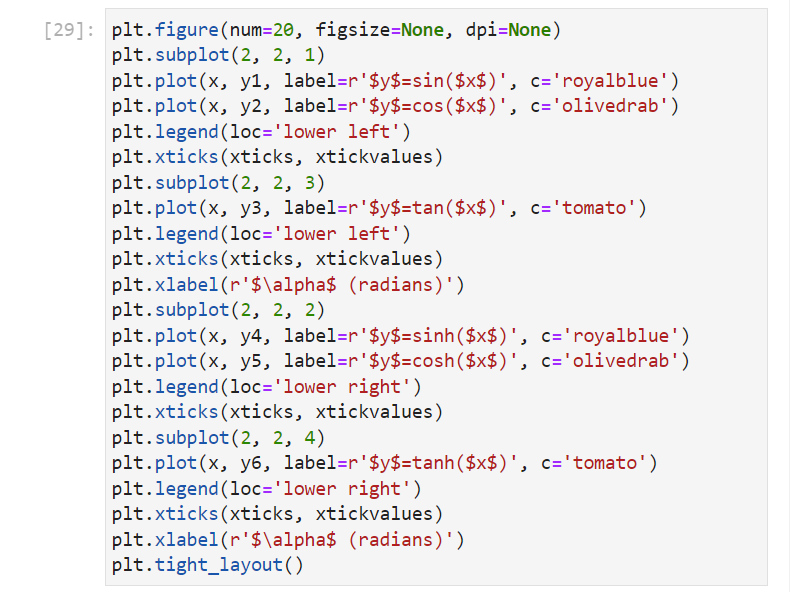 [29]: plt.figure(num=20, figsize=None, dpi=None)
plt.subplot(2, 2, 1)
plt.plot(x, y1, label=r'$y$=sin($x$)', c='royalblue')
plt.plot(x, y2, label=r'$y$=cos($x$)', c='olivedrab')
plt.legend(loc='lower left')
plt.xticks(xticks, xtickvalues)
plt.subplot(2, 2, 3)
plt.plot(x, y3, label=r'$y$=tan($x$)', c='tomato')
plt.legend(loc='lower left')
plt.xticks(xticks, xtickvalues)
plt.xlabel(r'$\alpha$ (radians)')
plt.subplot(2, 2, 2)
plt.plot(x, y4, label=r'$y$=sinh($x$)', c='royalblue')
plt.plot(x, y5, label=r'$y$=cosh($x$)', c='olivedrab')
plt.legend(loc='lower right')
plt.xticks(xticks, xtickvalues)
plt.subplot(2, 2, 4)
plt.plot(x, y6, label=r'$y$=tanh($x$)', c='tomato')
plt.legend(loc='lower right')
plt.xticks(xticks, xtickvalues)
plt.xlabel(r'$\alpha$ (radians)')
plt.tight_layout()